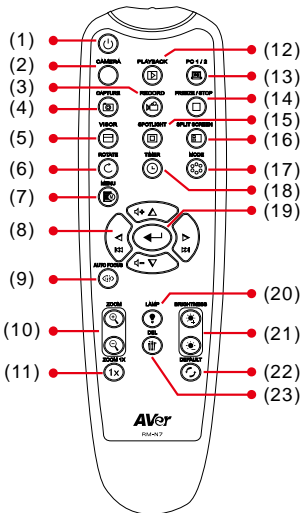 (1)
(2)
(3)
(4)
(5)
(6)
(7)
(8)
(9)
(10)
(11)
CAMERA PLAYBACK PC 1 / 2
CAPTURE RECORD FREEZE / STOP
VISOR SPOTLIGHT SPLIT SCREEN
ROTATE TIMER MODE
MENU
AUTO FOCUS
ZOOM LAMP BRIGHTNESS
DEL
ZOOM 1X DEFAULT
1x
AVer
RM-N7
(12)
(13)
(14)
(15)
(16)
(17)
(18)
(19)
(20)
(21)
(22)
(23)